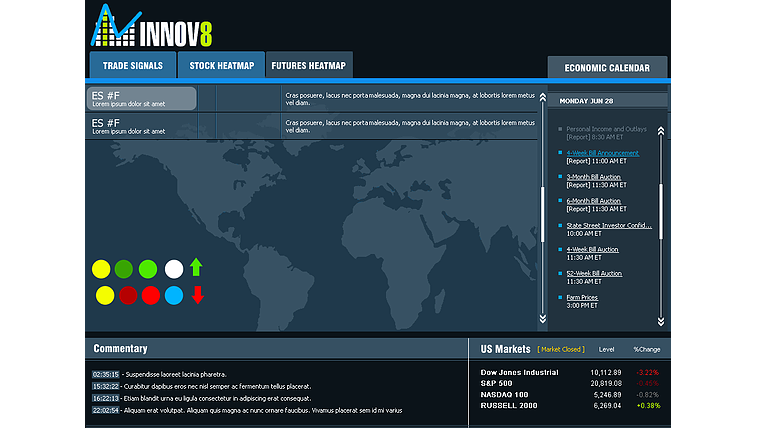 INNOV8
TRADE SIGNALS
STOCK HEATMAP
FUTURES HEATMAP
ECONOMIC CALENDAR
ES #F
Lorem ipsum dolor sit amet
Cras posuere, lacus nec porta malesuada, magna dui lacinia magna, at lobortis lorem metus
vel diam.
ES #F
Lorem ipsum dolor sit amet
Cras posuere, lacus nec porta malesuada, magna dui lacinia magna, at lobortis lorem metus
vel diam.
MONDAY JUN 28
Personal Income and Outlays
[Report] 8:30 AM ET
4-Week Bill Announcement
[Report] 11:00 AM ET
3-Month Bill Auction
[Report] 11:30 AM ET
6-Month Bill Auction
[Report] 11:30 AM ET
State Street Investor Confid...
10:00 AM ET
4-Week Bill Auction
11:30 AM ET
52-Week Bill Auction
11:30 AM ET
Farm Prices
3:00 PM ET
Commentary
02:35:15 - Suspendisse laoreet lacinia pharetra.
15:32:22 - Curabitur dapibus eros nec nisl semper ac fermentum tellus placerat.
16:22:13 - Etiam blandit urna eu ligula consectetur in adipiscing erat consequat.
22:02:54 - Aliquam erat volutpat. Aliquam quis magna ac nunc ornare faucibus. Vivamus placerat sem id mi varius
US Markets [ Market Closed ] Level %Change
Dow Jones Industrial 10,112.89 -3.22%
S&P 500 20,819.08
NASDAQ 100 5,246.89 -0.82%
RUSSELL 2000 6,269.04 +0.38%